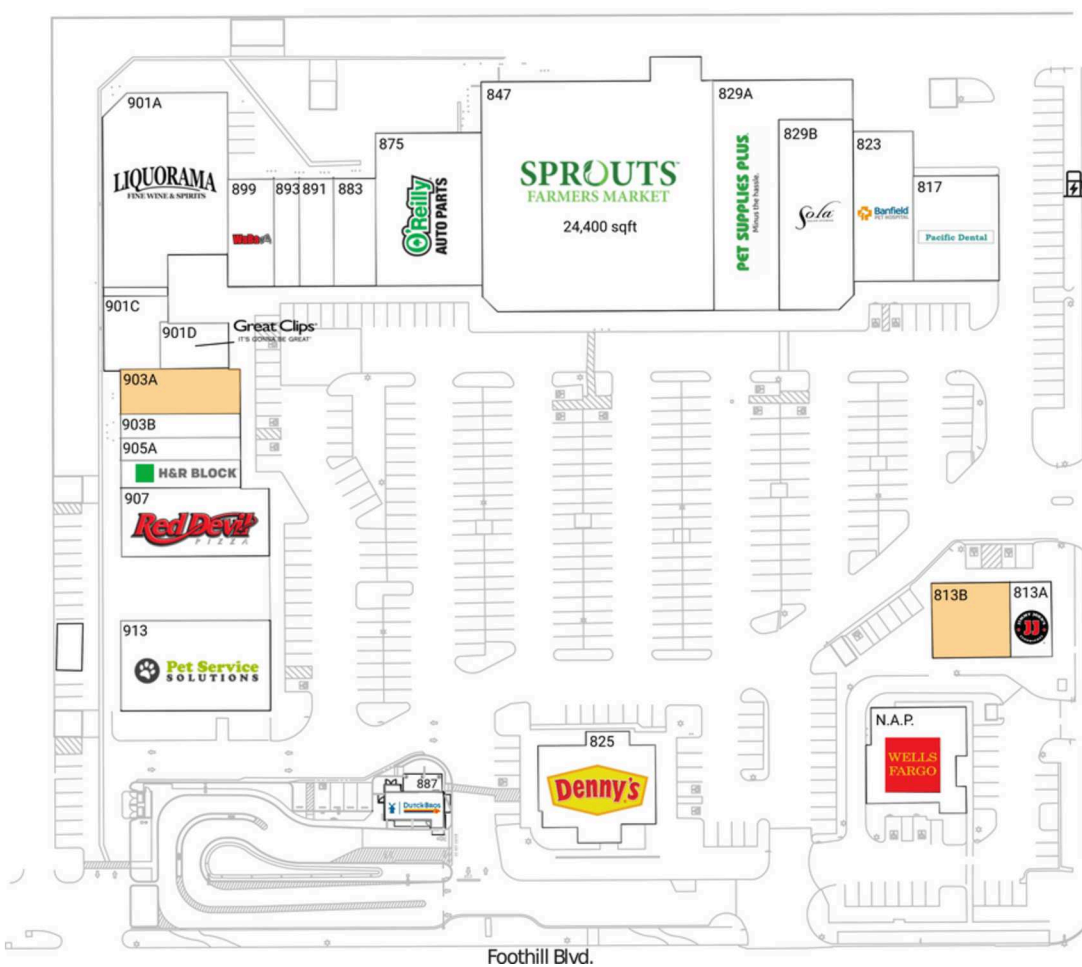 901A
LIQUORAMA
FINE WINE & SPIRITS
899
WaBa
893
891
883
875
O'Reilly
AUTO PARTS
847
SPROUTS
FARMERS MARKET
24,400 sqft
829A
PET SUPPLIES PLUS
Minus the hassle.
829B
Sola
823
Banfield
PET HOSPITAL
817
Pacific Dental
901C
901D
Great Clips
IT'S GONNA BE GREAT
903A
903B
905A
H&R BLOCK
907
Red Devil
PIZZA
913
Pet Service
SOLUTIONS
813B
813A
JJ
N.A.P.
WELLS
FARGO
825
Denny's
887
Dutch Bros
Foothill Blvd.